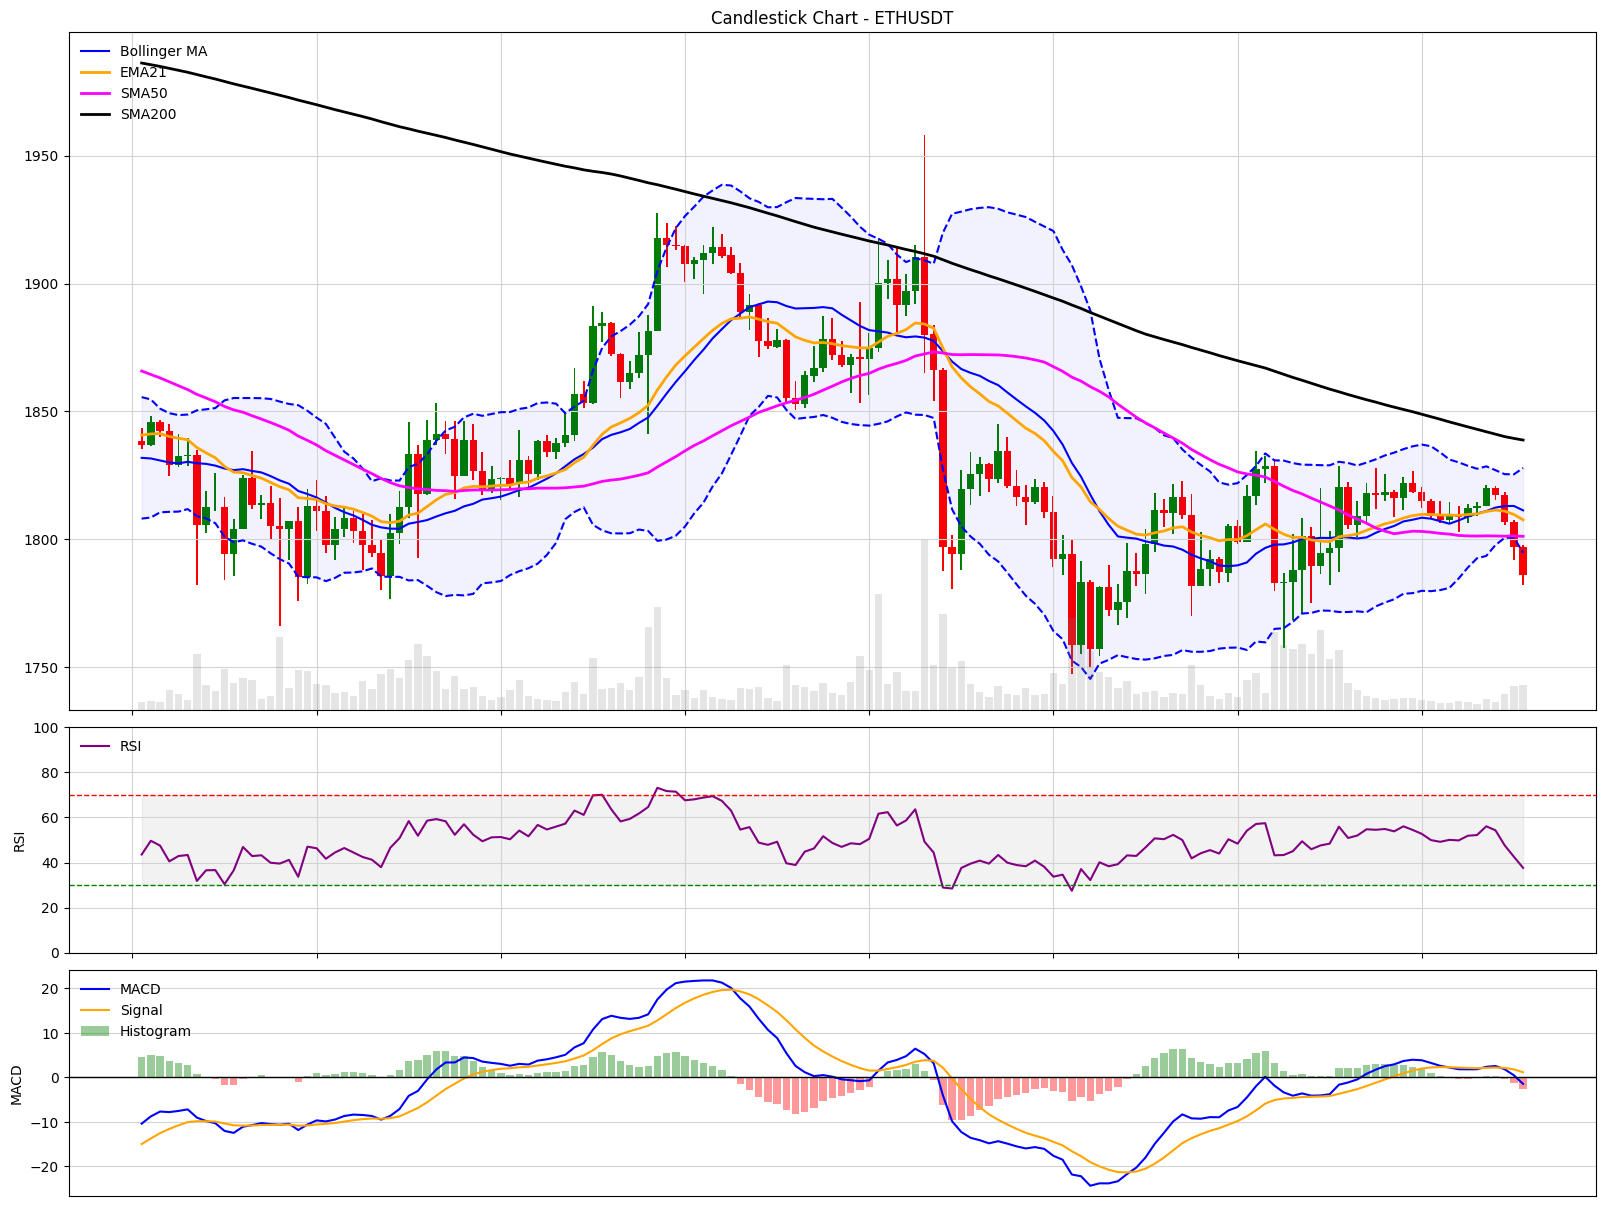 Candlestick Chart - ETHUSDT
Bollinger MA
EMA21
SMA50
SMA200
1950
1900
1850
1800
1750
100
80
60
40
20
0
RSI
RSI
20
10
0
−10
−20
MACD
MACD
Signal
Histogram